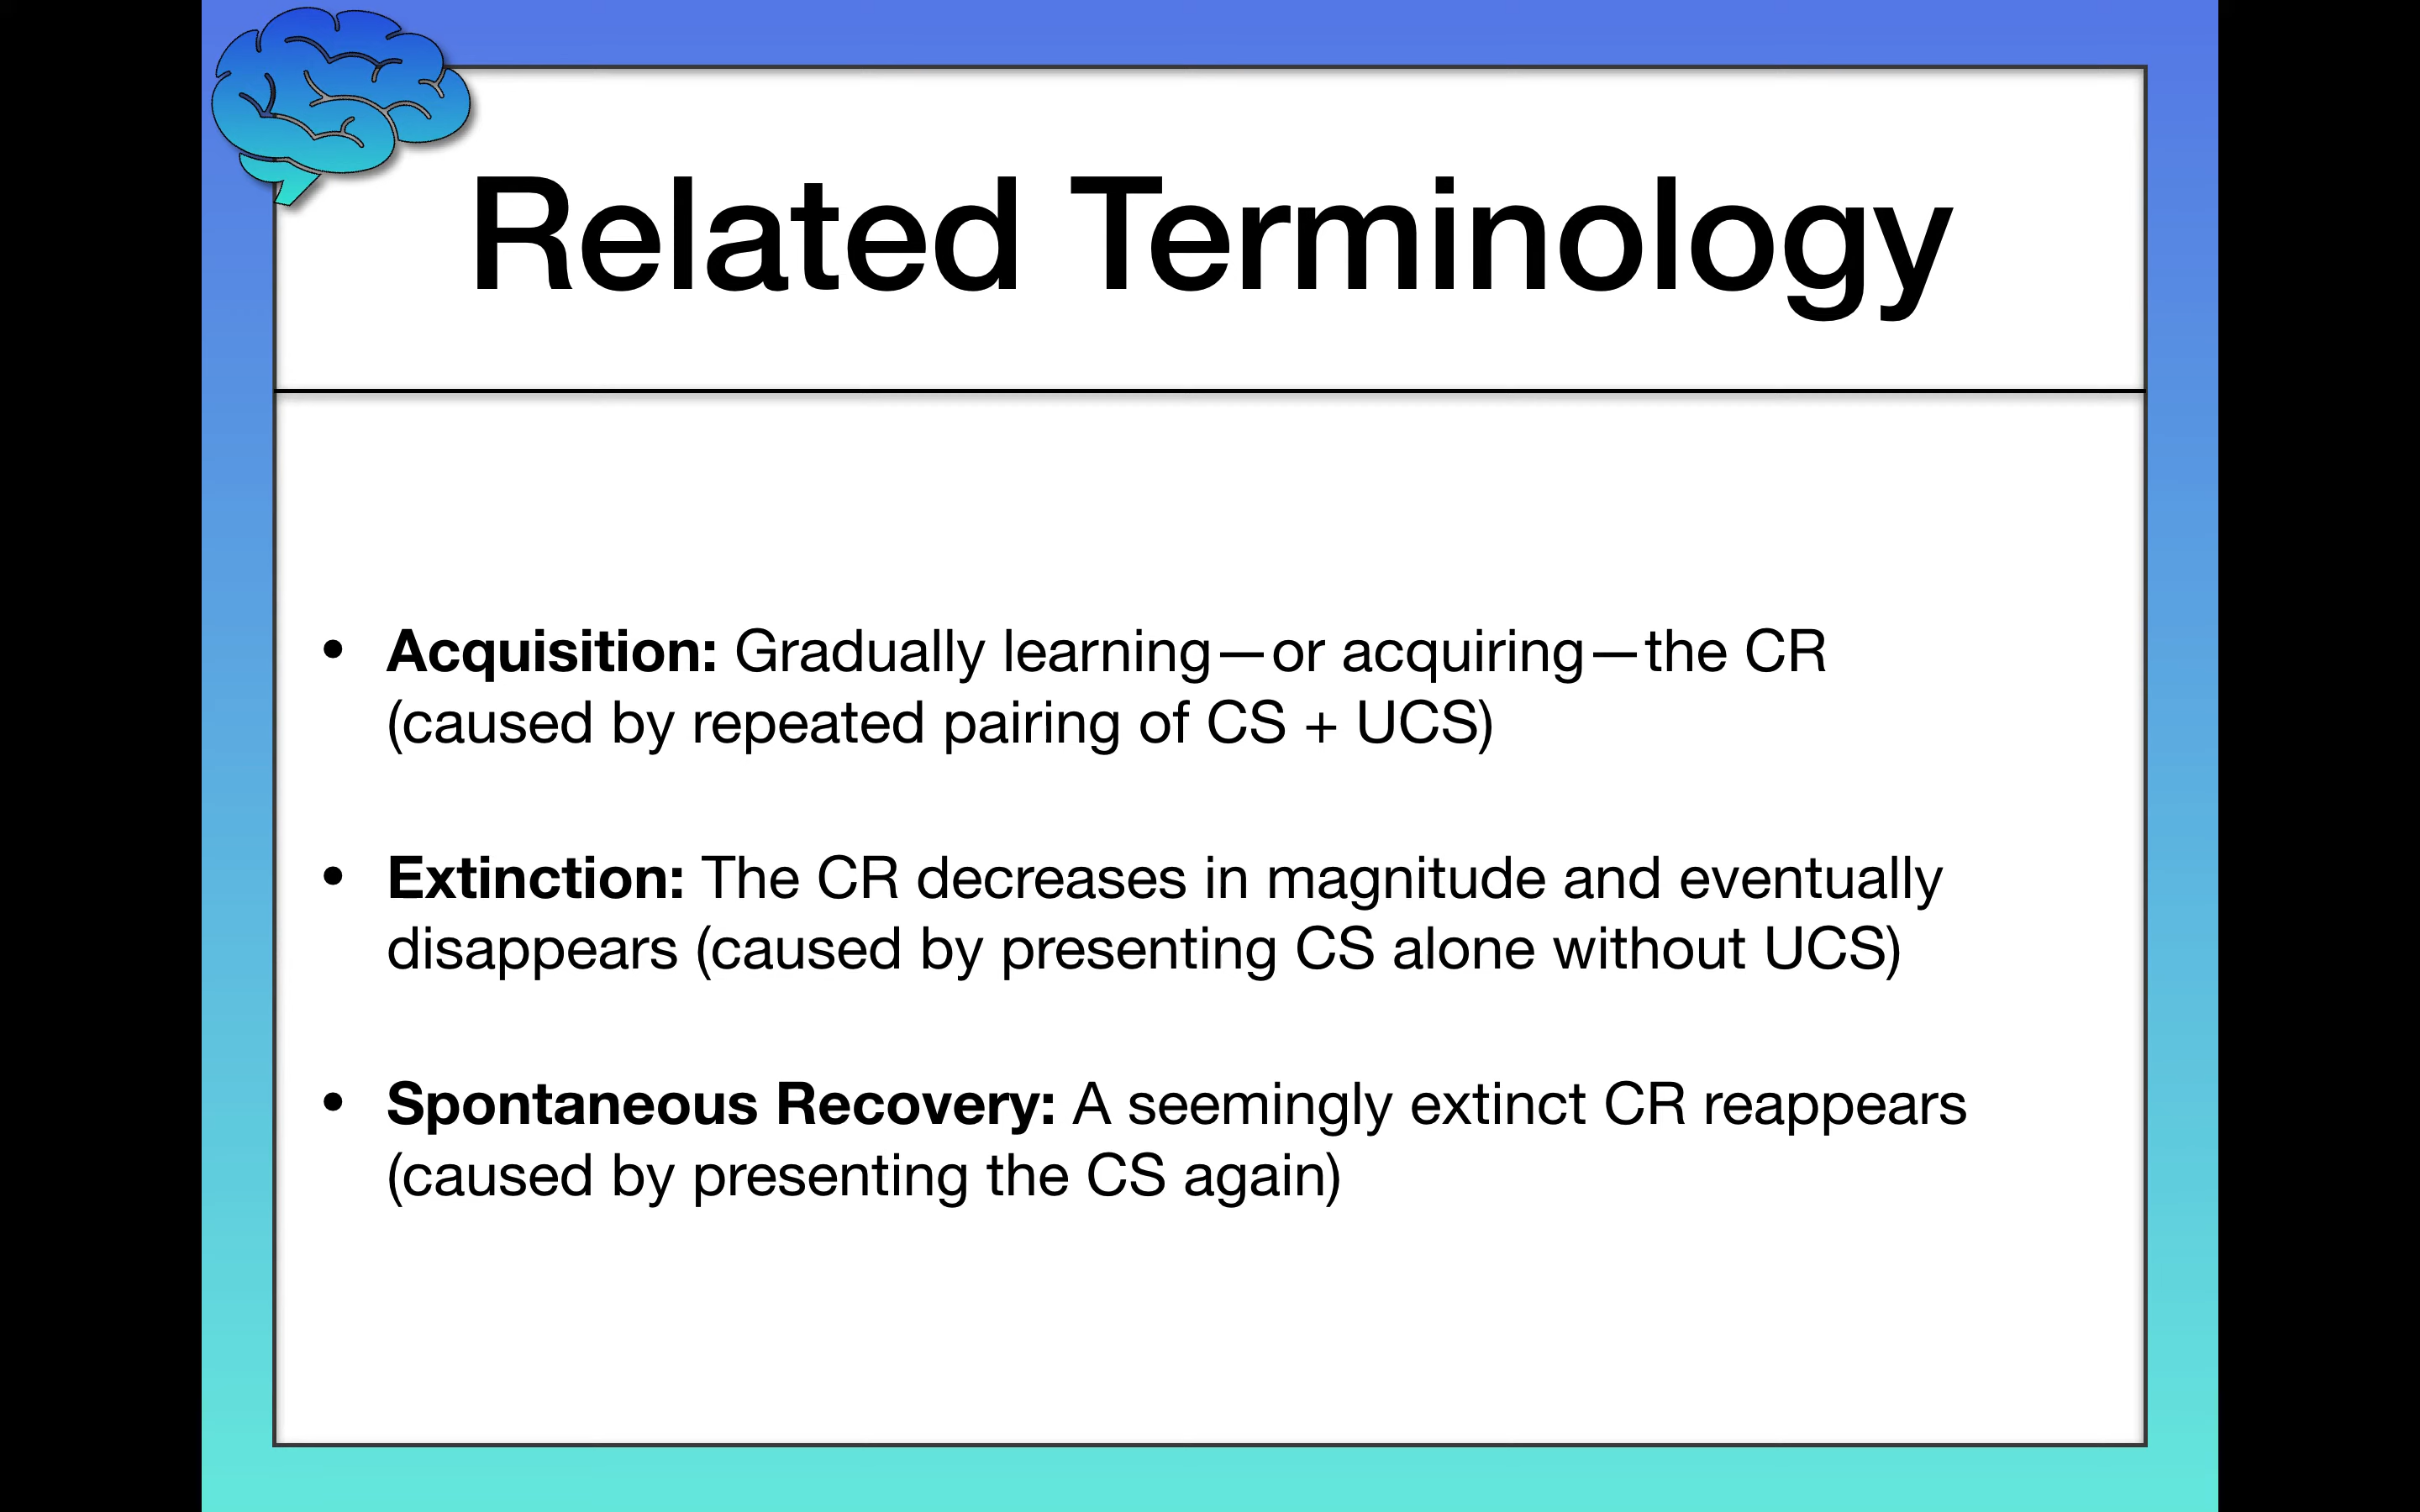 Related Terminology
• Acquisition: Gradually learning—or acquiring—the CR
(caused by repeated pairing of CS + UCS)
• Extinction: The CR decreases in magnitude and eventually
disappears (caused by presenting CS alone without UCS)
• Spontaneous Recovery: A seemingly extinct CR reappears
(caused by presenting the CS again)